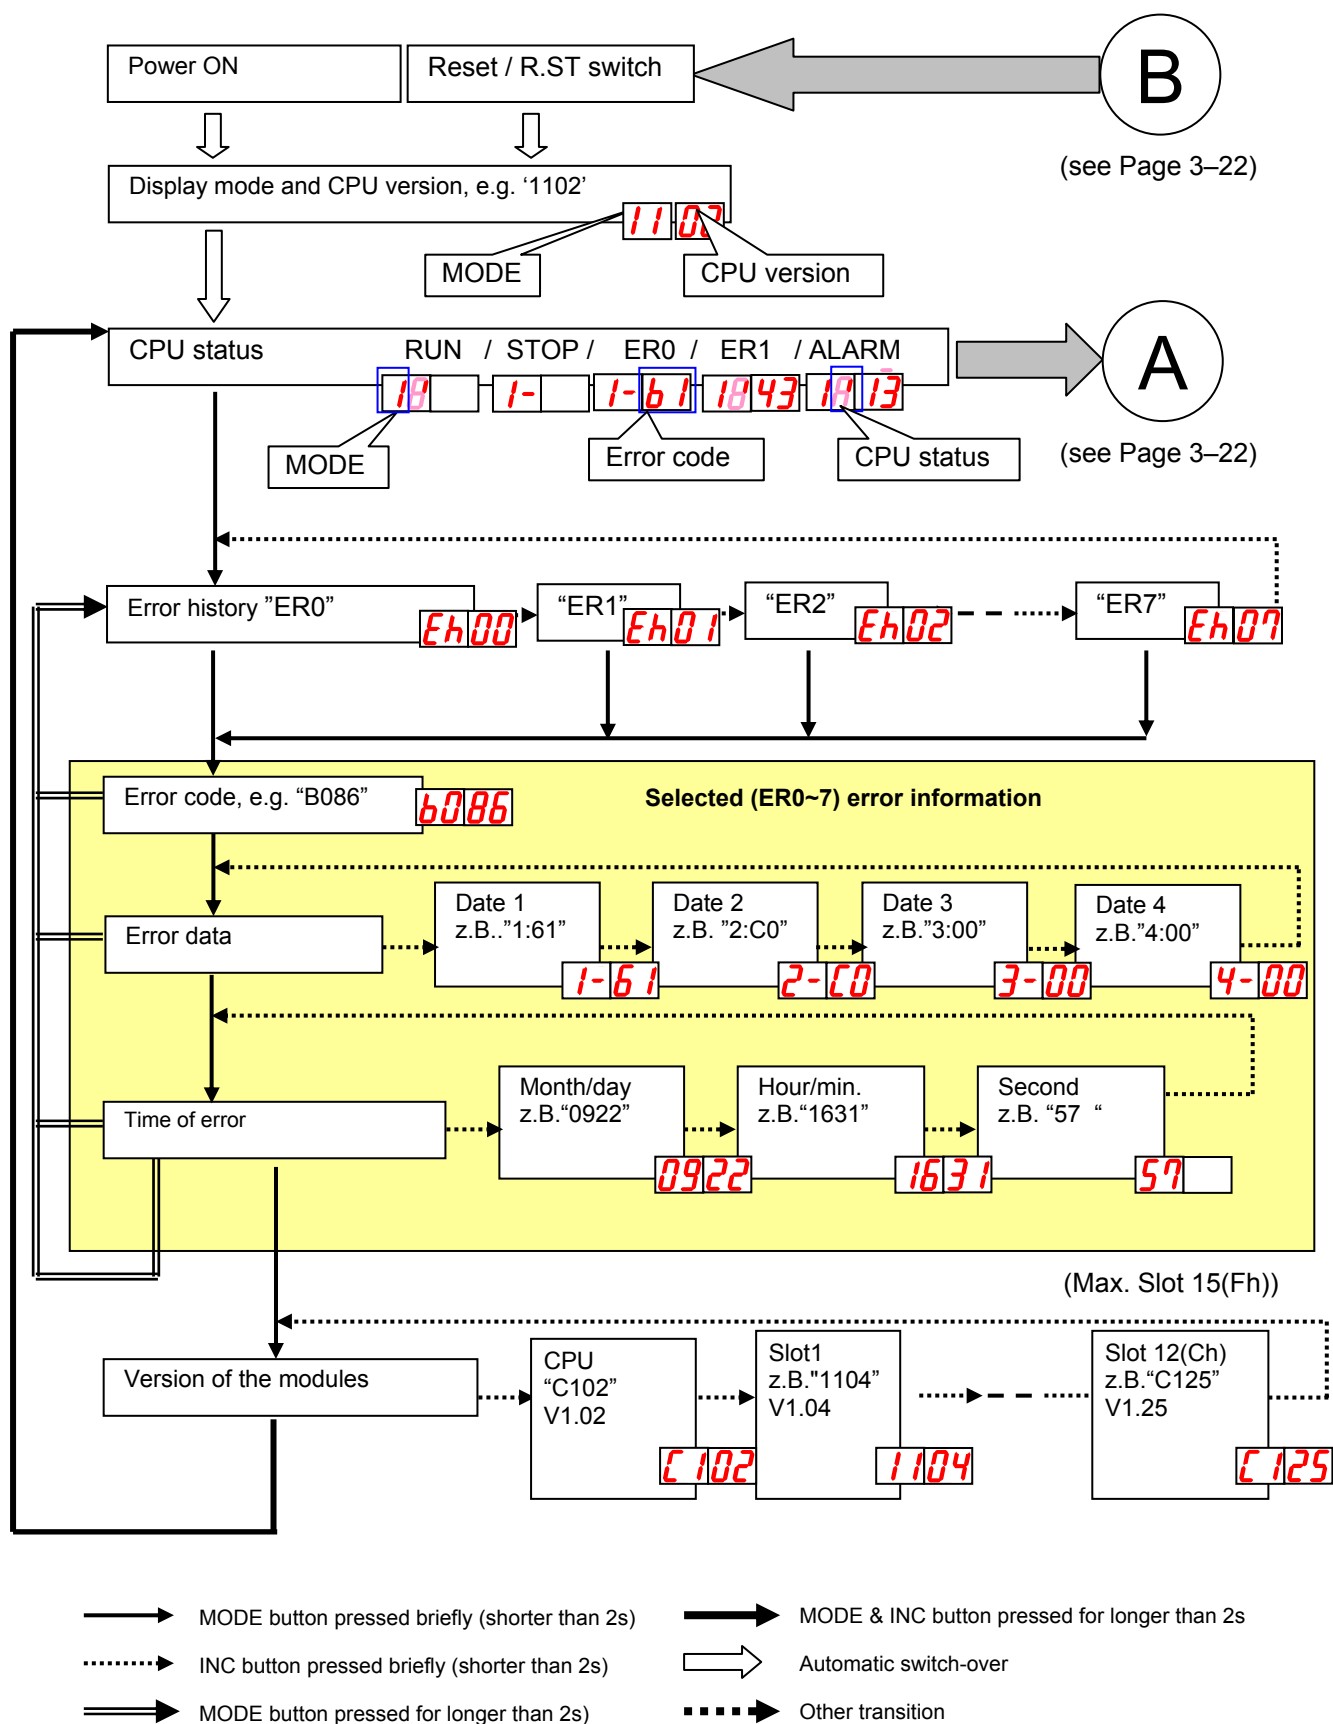 Power ON
Reset / R.ST switch
B
(see Page 3–22)
Display mode and CPU version, e.g. ‘1102’
11 02
MODE
CPU version
CPU status RUN / STOP / ER0 / ER1 / ALARM
1-
1-b1
43
13
MODE
Error code
CPU status
A
(see Page 3–22)
Error history ”ER0”
Eh00
“ER1”
Eh01
“ER2”
Eh02
“ER7”
Eh07
Error code, e.g. “B086”
b086
Selected (ER0~7) error information
Error data
Date 1
z.B..”1:61”
1-61
Date 2
z.B. ”2:C0”
2-C0
Date 3
z.B.”3:00”
3-00
Date 4
z.B.”4:00”
4-00
Time of error
Month/day
z.B.“0922”
0922
Hour/min.
z.B.“1631”
1631
Second
z.B. “57 “
57
(Max. Slot 15(Fh))
Version of the modules
CPU
“C102”
V1.02
C102
Slot1
z.B."1104”
V1.04
1104
Slot 12(Ch)
z.B.“C125”
V1.25
C125
MODE button pressed briefly (shorter than 2s)
MODE & INC button pressed for longer than 2s
INC button pressed briefly (shorter than 2s)
Automatic switch-over
MODE button pressed for longer than 2s)
Other transition